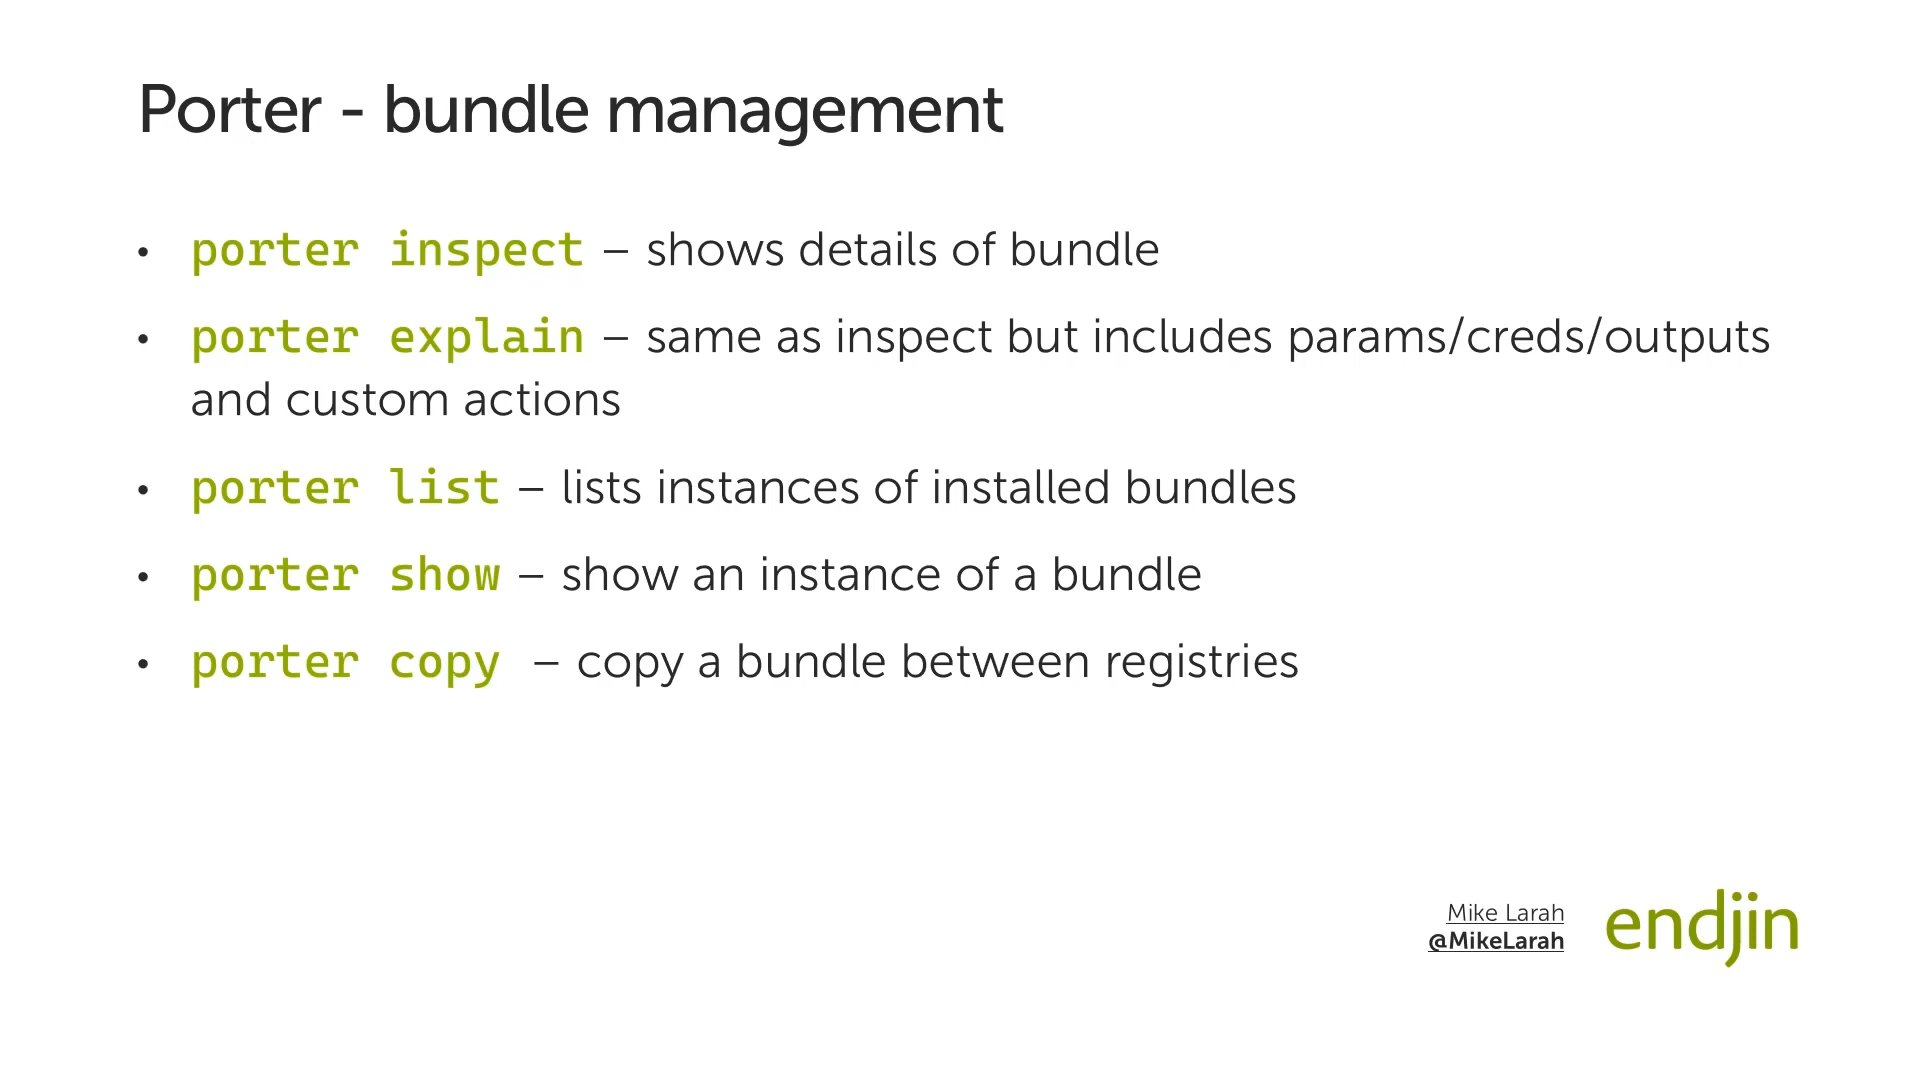 Porter - bundle management
• porter inspect – shows details of bundle
• porter explain – same as inspect but includes params/creds/outputs
and custom actions
• porter list – lists instances of installed bundles
• porter show – show an instance of a bundle
• porter copy – copy a bundle between registries
Mike Larah
@MikeLarah
endjin